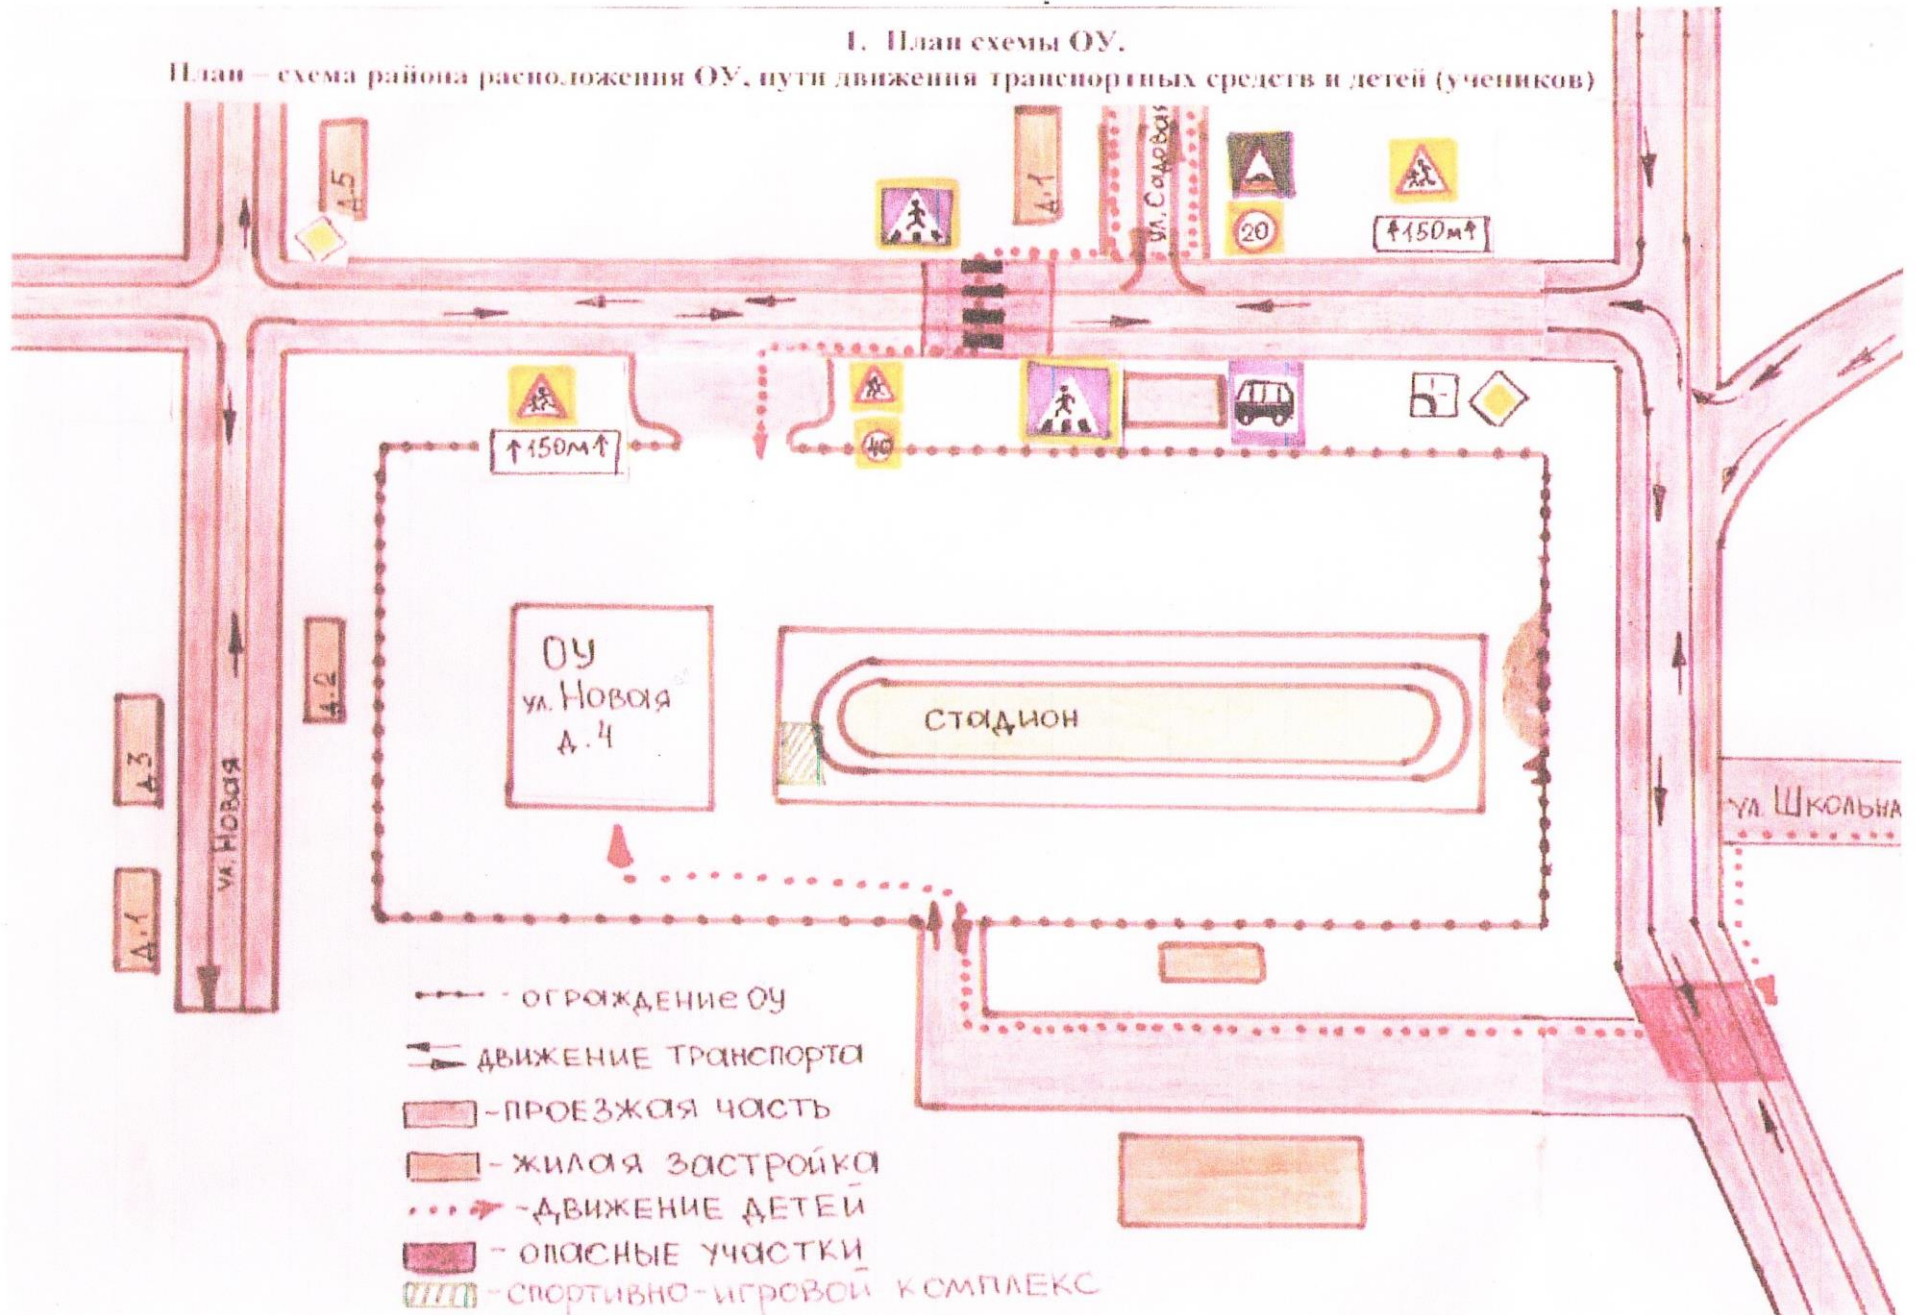 1. План схемы ОУ.
План – схема района расположения ОУ, пути движения транспортных средств и детей (учеников)
д.5
д.1
ул. Садовая
20
↑150м↑
↑150м↑
40
ОУ
ул. Новая
д.4
стадион
д.2
д.3
ул. Новая
д.1
ул. Школьна
- ограждение ОУ
движение транспорта
- проезжая часть
- жилая застройка
- движение детей
- опасные участки
- спортивно-игровой комплекс